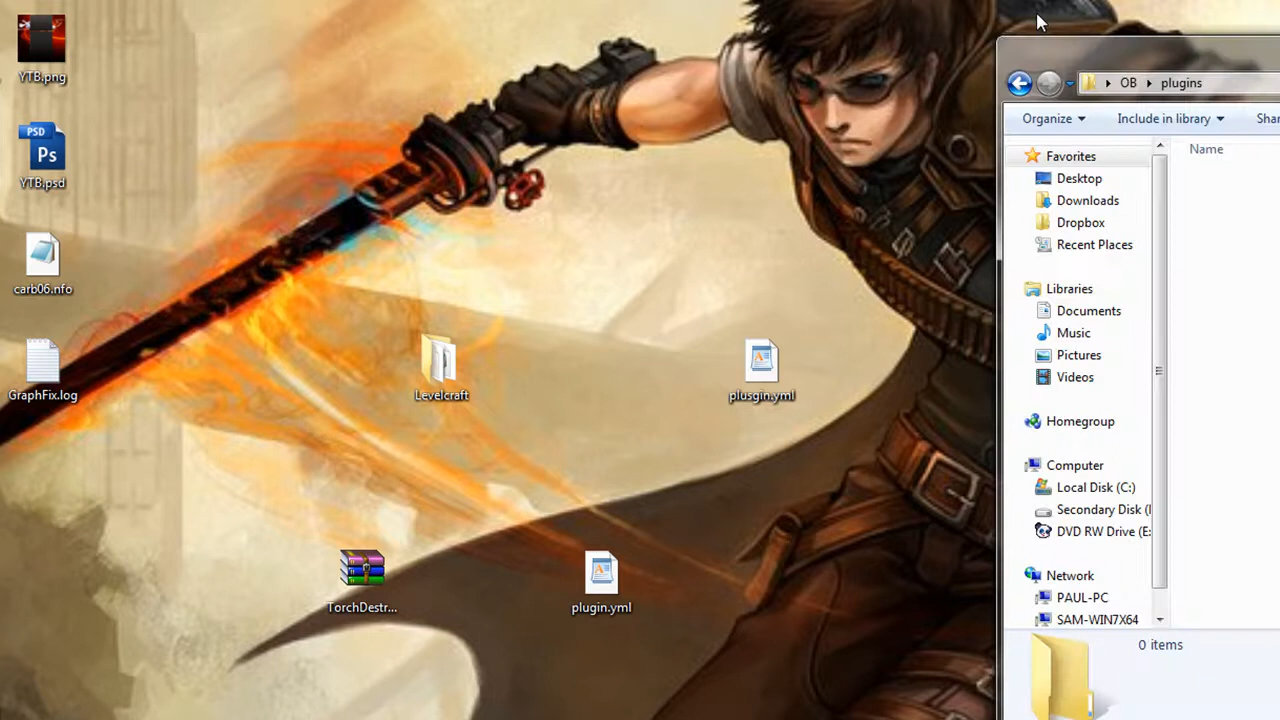 YTB.png
PSD
Ps
YTB.psd
carb06.nfo
GraphFix.log
Levelcraft
plusgin.yml
TorchDestr...
plugin.yml
OB
plugins
Organize
Include in library
Shar
Name
Favorites
Desktop
Downloads
Dropbox
Recent Places
Libraries
Documents
Music
Pictures
Videos
Homegroup
Computer
Local Disk (C:)
Secondary Disk (
DVD RW Drive (E:
Network
PAUL-PC
SAM-WIN7X64
0 items